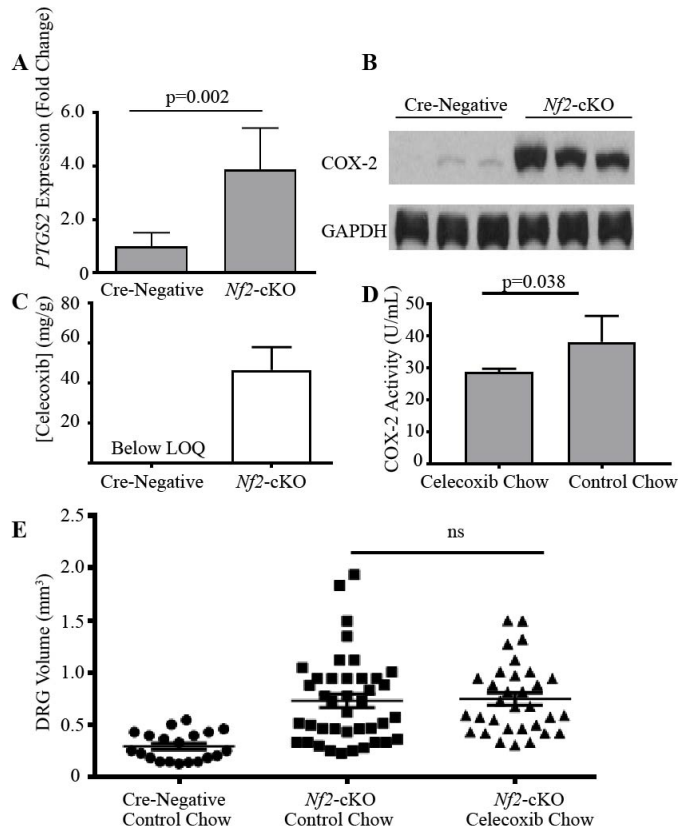 A
PTGS2 Expression (Fold Change)
p=0.002
6.0
4.0
2.0
0
Cre-Negative
Nf2-cKO
B
Cre-Negative
Nf2-cKO
COX-2
GAPDH
C
[Celecoxib] (mg/g)
80
60
40
20
Below LOQ
Cre-Negative
Nf2-cKO
D
COX-2 Activity (U/mL)
p=0.038
50
40
30
20
10
0
Celecoxib Chow
Control Chow
E
DRG Volume (mm³)
2.5
2.0
1.5
1.0
0.5
0
ns
Cre-Negative
Control Chow
Nf2-cKO
Control Chow
Nf2-cKO
Celecoxib Chow